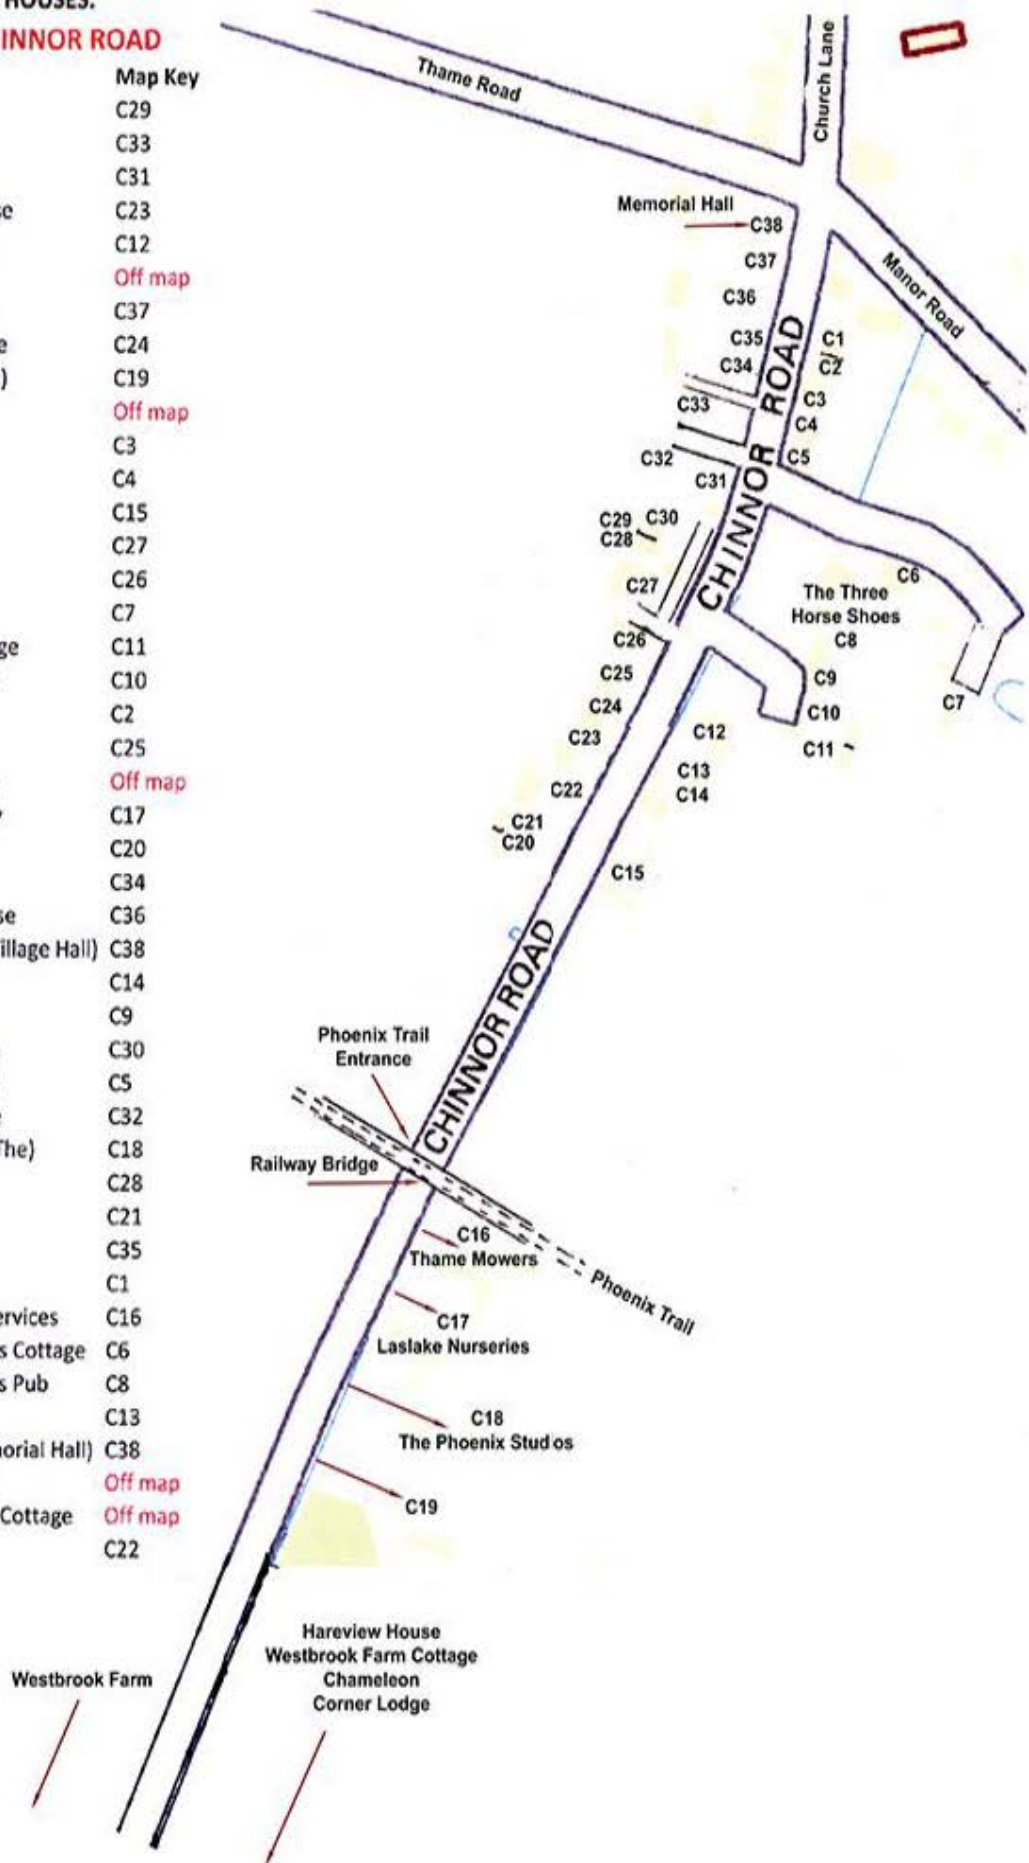 HOUSES.
INNOR ROAD
Map Key
C29
C33
C31
se C23
C12
Off map
C37
e C24
) C19
Off map
C3
C4
C15
C27
C26
C7
ge C11
C10
C2
C25
Off map
y C17
C20
C34
se C36
illage Hall) C38
C14
C9
C30
C5
e C32
The) C18
C28
C21
C35
C1
ervices C16
s Cottage C6
s Pub C8
C13
norial Hall) C38
Off map
Cottage Off map
C22
Thame Road
Church Lane
Manor Road
Memorial Hall
C38
C37
C36
C35
C34
C33
C32
C31
C30
C29
C28
C27
C26
C25
C24
C23
C22
C21
C20
C1
C2
C3
C4
C5
C6
The Three
Horse Shoes
C8
C7
C9
C10
C11
C12
C13
C14
C15
CHINNOR ROAD
CHINNOR ROAD
Phoenix Trail
Entrance
Railway Bridge
Phoenix Trail
C16
Thame Mowers
C17
Laslake Nurseries
C18
The Phoenix Studios
C19
Hareview House
Westbrook Farm Cottage
Chameleon
Corner Lodge
Westbrook Farm